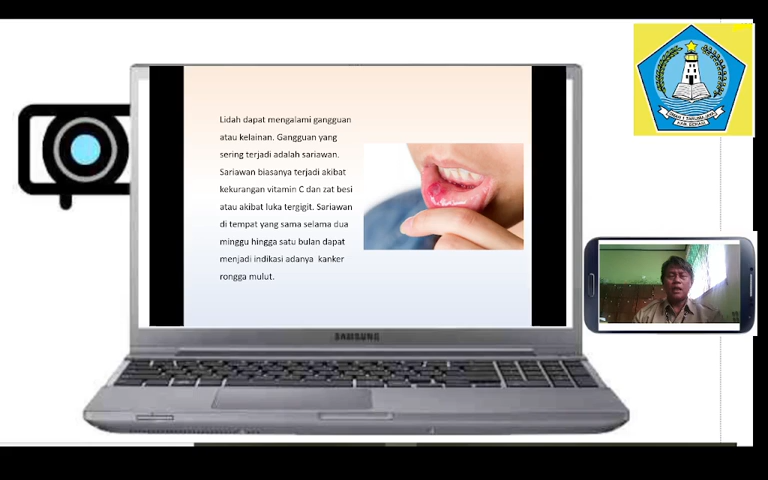 Lidah dapat mengalami gangguan
atau kelainan. Gangguan yang
sering terjadi adalah sariawan.
Sariawan biasanya terjadi akibat
kekurangan vitamin C dan zat besi
atau akibat luka tergigit. Sariawan
di tempat yang sama selama dua
minggu hingga satu bulan dapat
menjadi indikasi adanya kanker
rongga mulut.
SAMSUNG